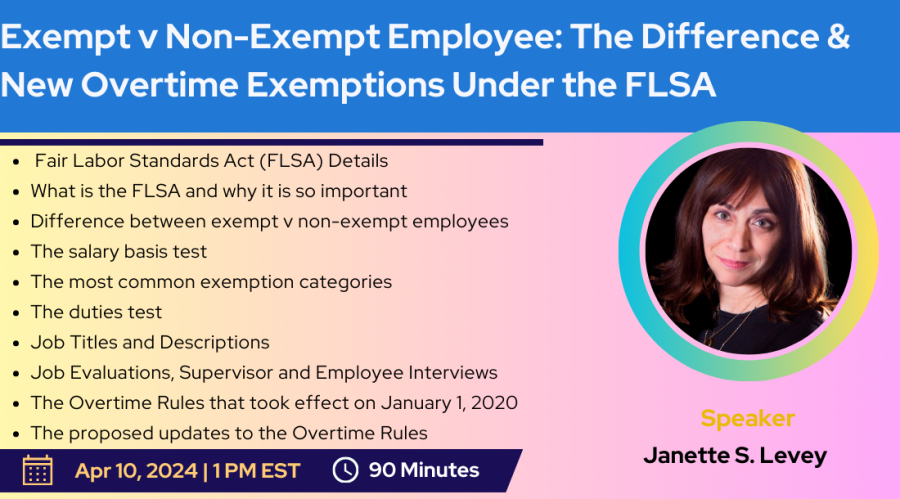 Exempt v Non-Exempt Employee: The Difference &
New Overtime Exemptions Under the FLSA
Fair Labor Standards Act (FLSA) Details
What is the FLSA and why it is so important
Difference between exempt v non-exempt employees
The salary basis test
The most common exemption categories
The duties test
Job Titles and Descriptions
Job Evaluations, Supervisor and Employee Interviews
The Overtime Rules that took effect on January 1, 2020
The proposed updates to the Overtime Rules
Apr 10, 2024 | 1 PM EST
90 Minutes
Speaker
Janette S. Levey